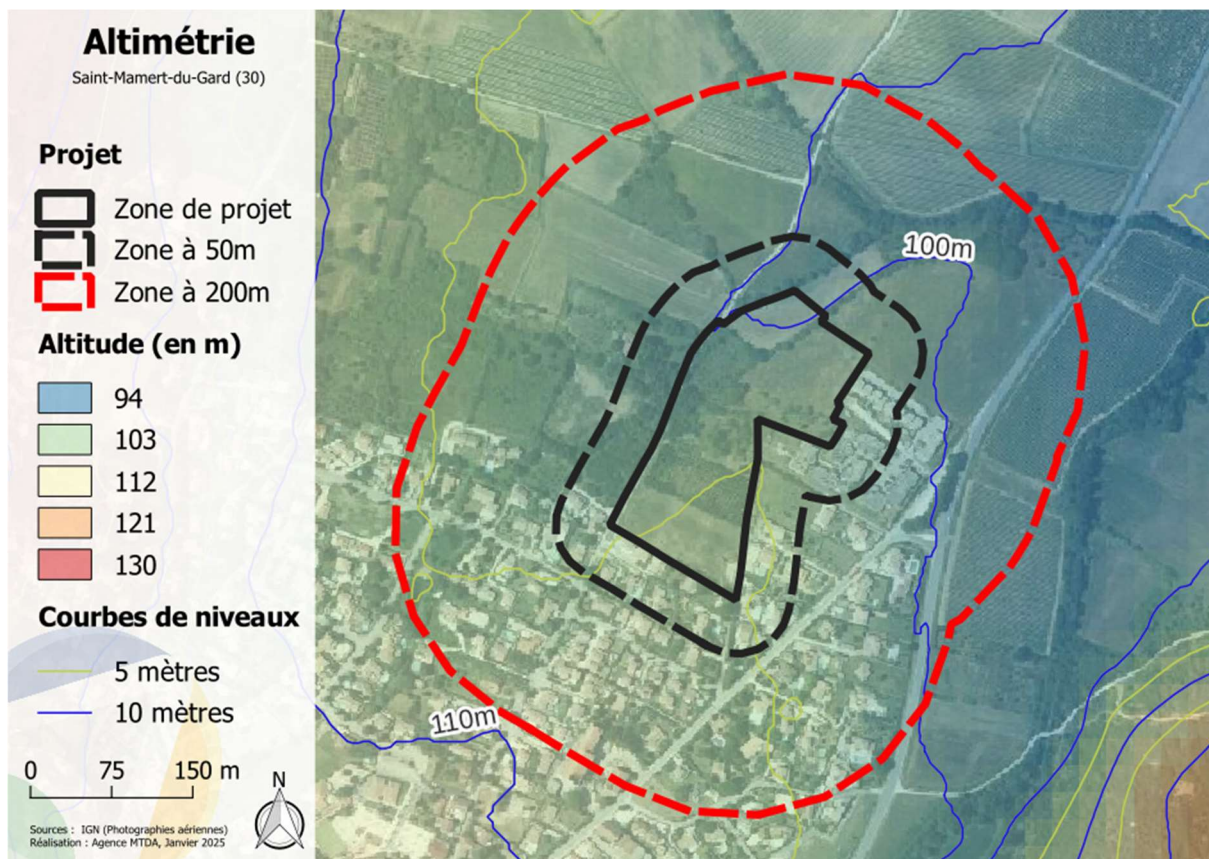 Altimétrie
Saint-Mamert-du-Gard (30)
Projet
Zone de projet
Zone à 50m
Zone à 200m
Altitude (en m)
94
103
112
121
130
Courbes de niveaux
5 mètres
10 mètres
0 75 150 m
N
Sources : IGN (Photographies aériennes)
Réalisation : Agence MTDA, Janvier 2025
100m
110m